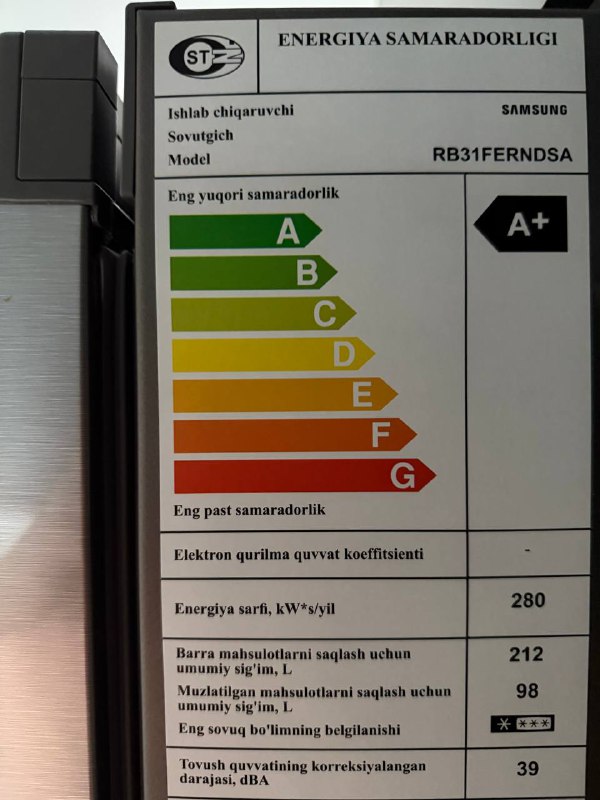 ST
ENERGIYA SAMARADORLIGI
Ishlab chiqaruvchi SAMSUNG
Sovutgich
Model RB31FERNDSA
Eng yuqori samaradorlik
A A+
B
C
D
E
F
G
Eng past samaradorlik
Elektron qurilma quvvat koeffitsienti -
Energiya sarfi, kW*s/yil 280
Barra mahsulotlarni saqlash uchun 212
umumiy sig'im, L
Muzlatilgan mahsulotlarni saqlash uchun 98
umumiy sig'im, L
Eng sovuq bo'limning belgilanishi * ***
Tovush quvvatining korreksiyalangan 39
darajasi, dBA